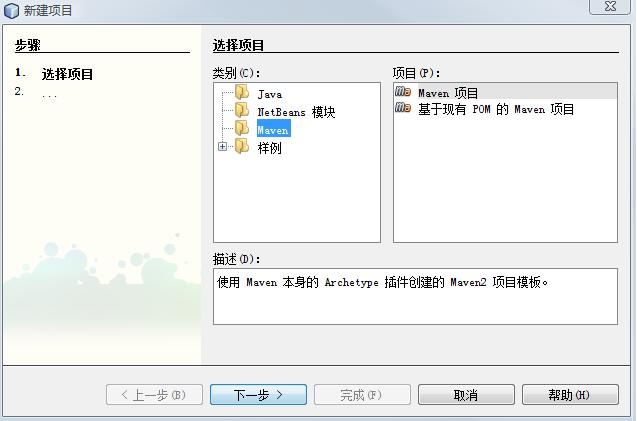 新建项目
步骤
1. 选择项目
2. ...
选择项目
类别(C):
Java
NetBeans 模块
Maven
样例
项目(P):
Maven 项目
基于现有 POM 的 Maven 项目
描述(D):
使用 Maven 本身的 Archetype 插件创建的 Maven2 项目模板。
< 上一步(B)
下一步 >
完成(F)
取消
帮助(H)